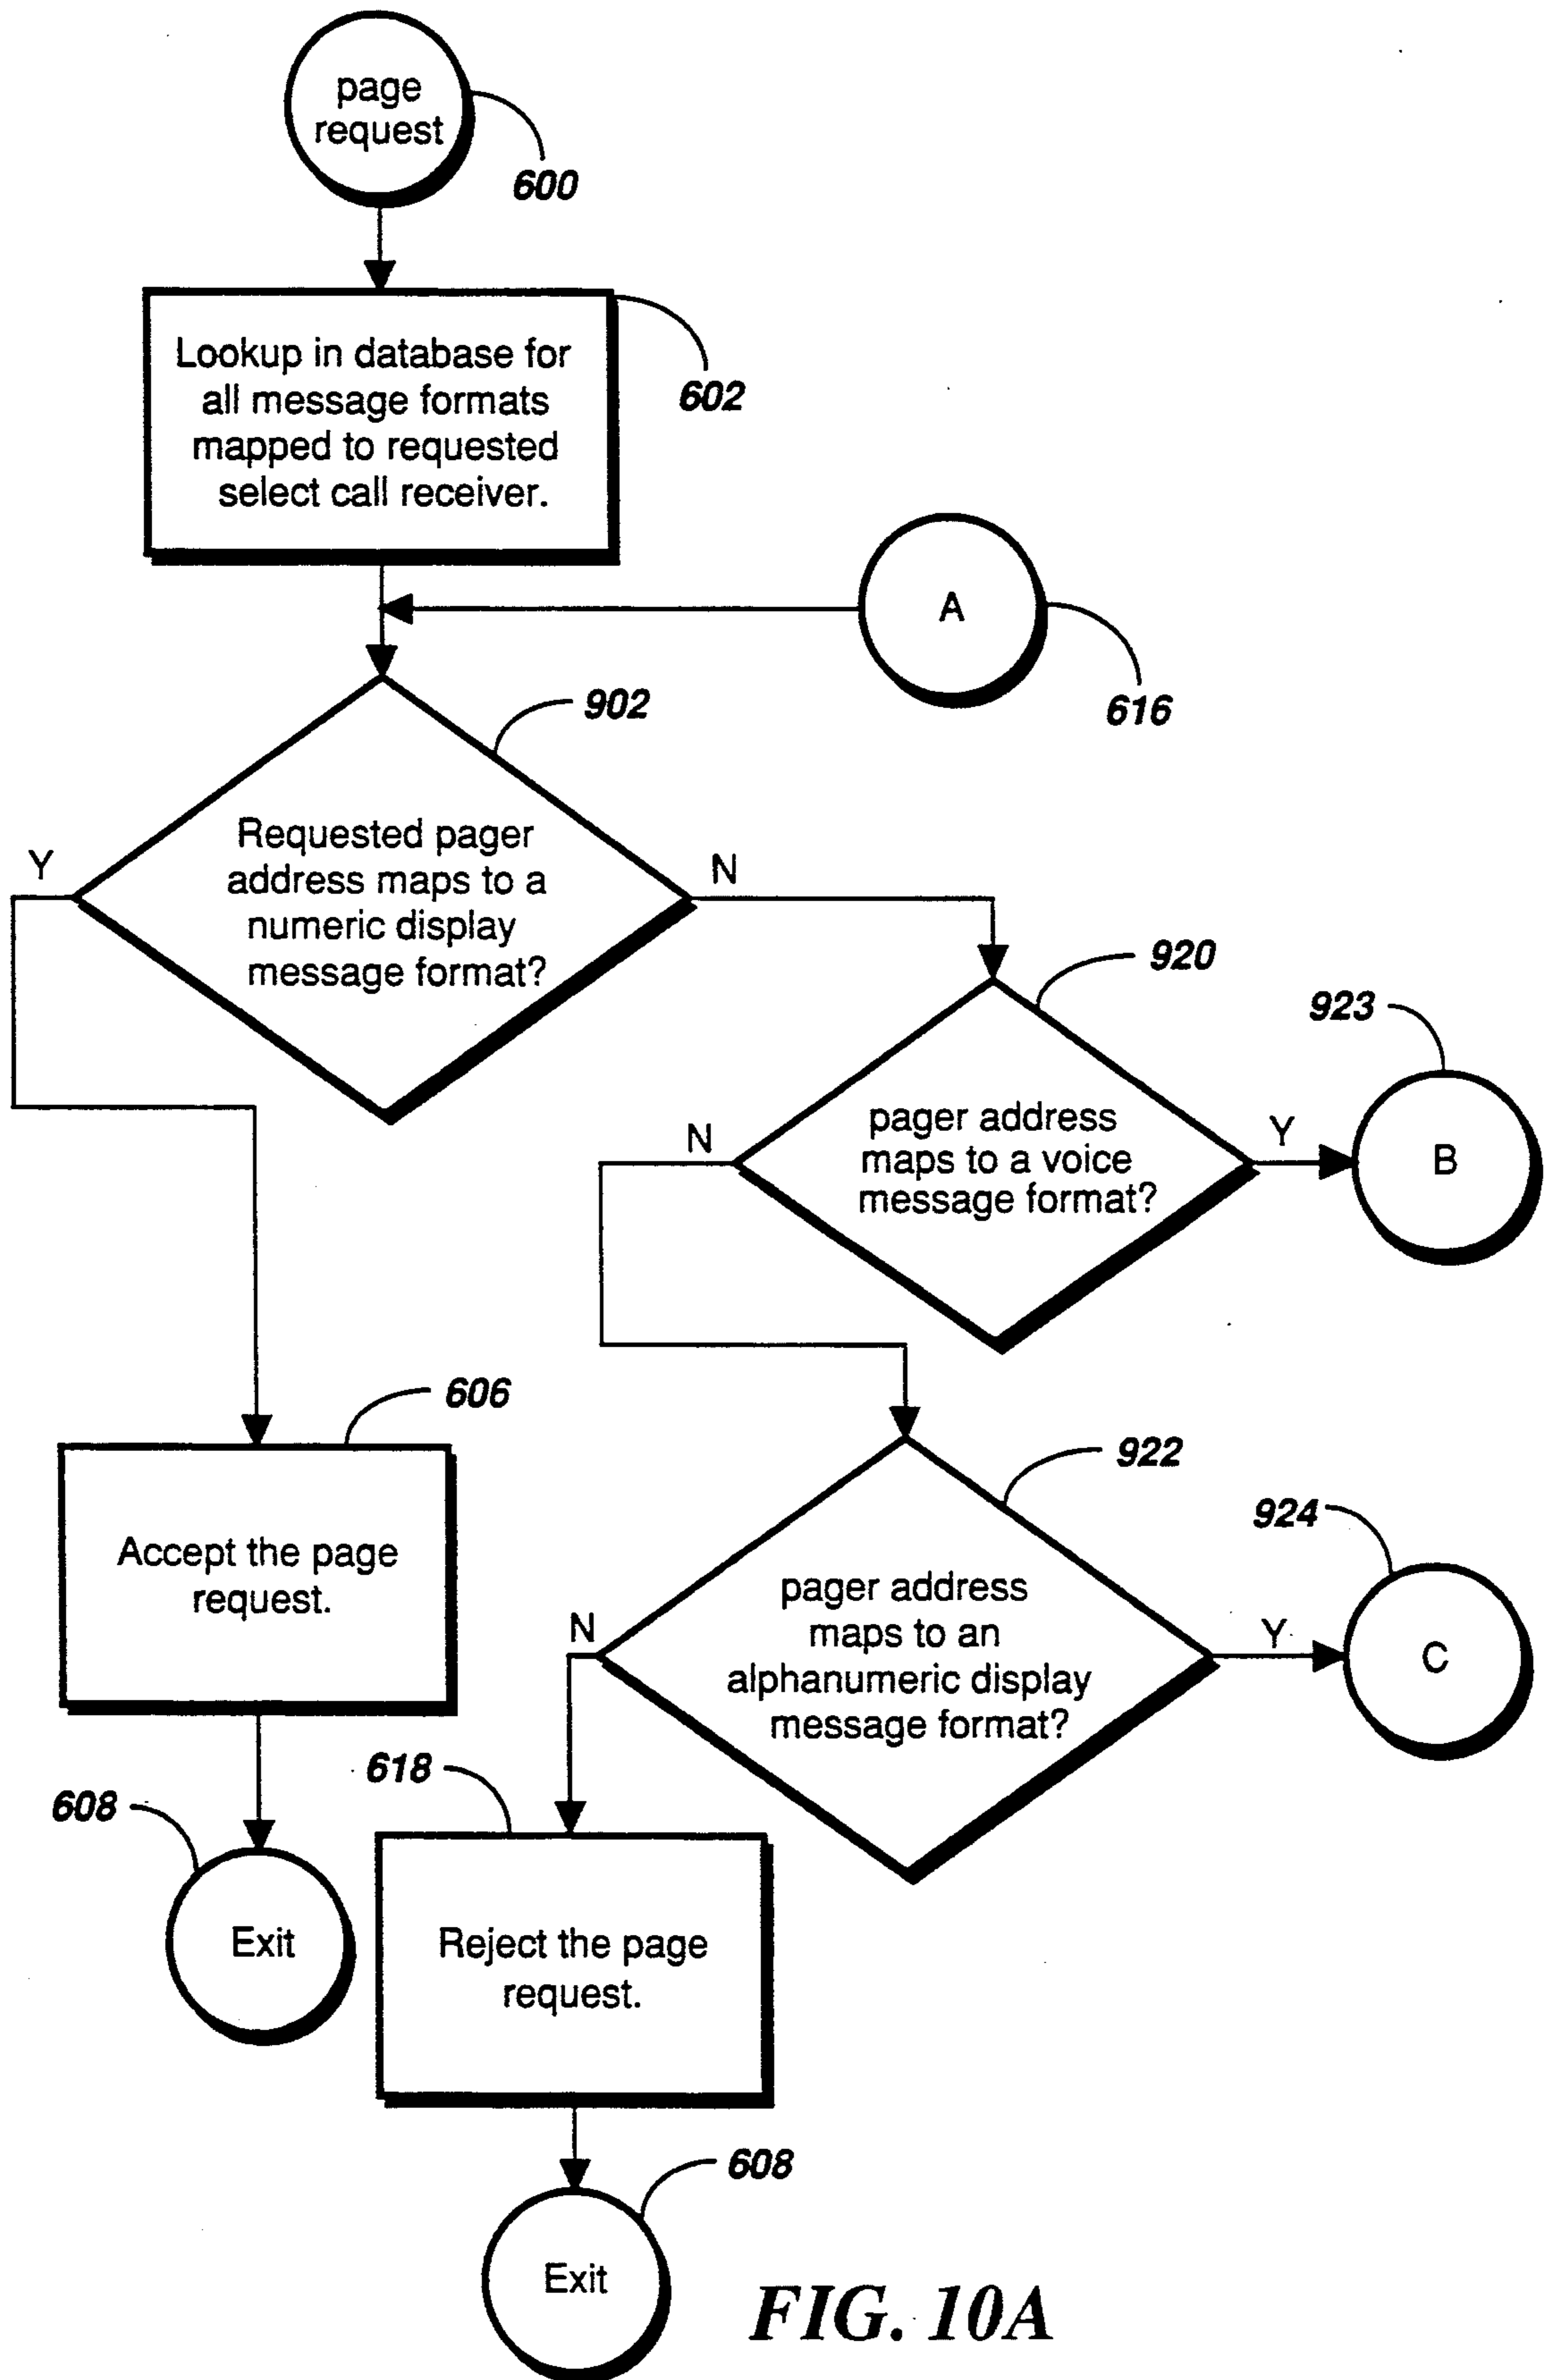 page
request
600
Lookup in database for
all message formats
mapped to requested
select call receiver.
602
A
616
902
Requested pager
address maps to a
numeric display
message format?
Y
N
920
pager address
maps to a voice
message format?
N
Y
923
B
606
Accept the page
request.
922
pager address
maps to an
alphanumeric display
message format?
N
Y
924
C
608
Exit
618
Reject the page
request.
608
Exit
FIG. 10A